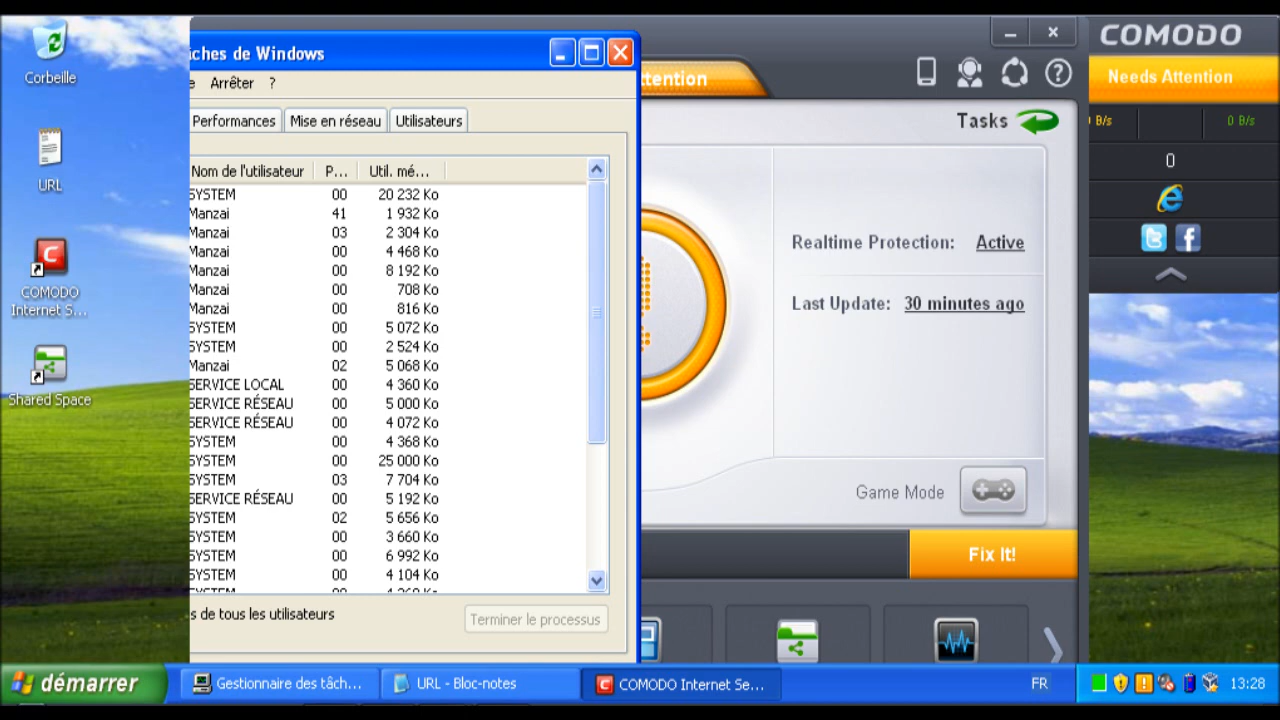 Corbeille
URL
COMODO
Internet S...
Shared Space
ches de Windows
Arrêter ?
Performances Mise en réseau Utilisateurs
Nom de l'utilisateur P... Util. mé...
SYSTEM 00 20 232 Ko
Manzai 41 1 932 Ko
Manzai 03 2 304 Ko
Manzai 00 4 468 Ko
Manzai 00 8 192 Ko
Manzai 00 708 Ko
Manzai 00 816 Ko
SYSTEM 00 5 072 Ko
SYSTEM 00 2 524 Ko
Manzai 02 5 068 Ko
SERVICE LOCAL 00 4 360 Ko
SERVICE RÉSEAU 00 5 000 Ko
SERVICE RÉSEAU 00 4 072 Ko
SYSTEM 00 4 368 Ko
SYSTEM 00 25 000 Ko
SYSTEM 03 7 704 Ko
SERVICE RÉSEAU 00 5 192 Ko
SYSTEM 02 5 656 Ko
SYSTEM 00 3 660 Ko
SYSTEM 00 6 992 Ko
SYSTEM 00 4 104 Ko
s de tous les utilisateurs
Terminer le processus
ttention
Tasks
Realtime Protection: Active
Last Update: 30 minutes ago
Game Mode
Fix It!
COMODO
Needs Attention
B/s 0 B/s
0
démarrer
Gestionnaire des tâch...
URL - Bloc-notes
COMODO Internet Se...
FR
13:28